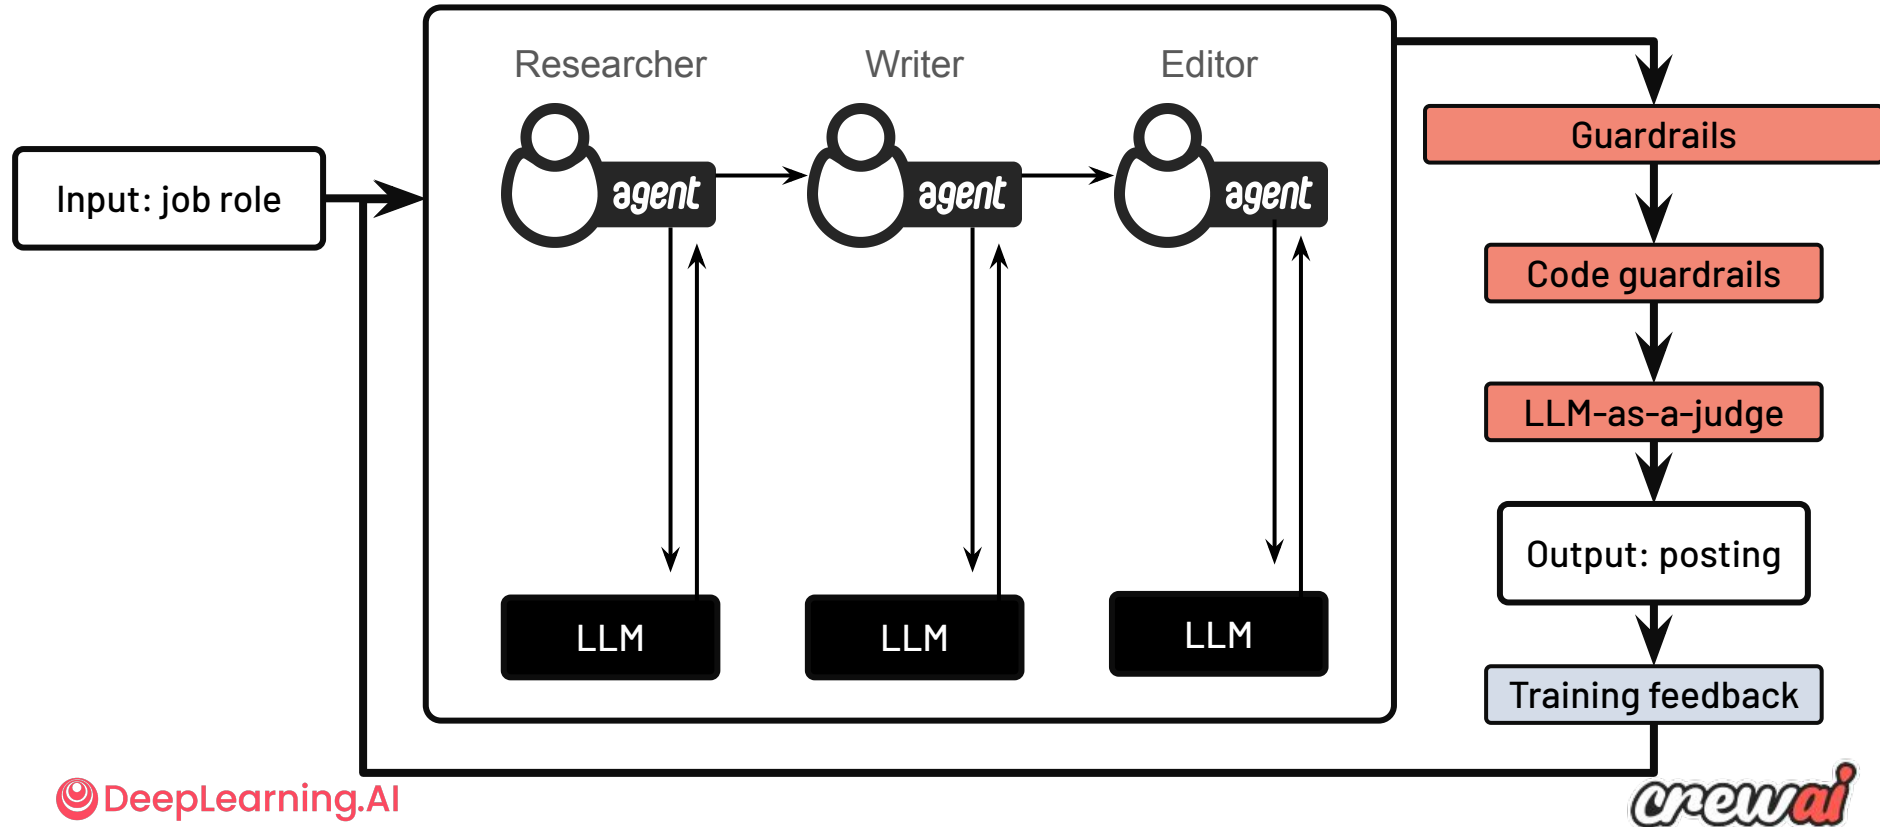 Researcher
Writer
Editor
Input: job role
agent
agent
agent
LLM
LLM
LLM
Guardrails
Code guardrails
LLM-as-a-judge
Output: posting
Training feedback
DeepLearning.AI
crewai